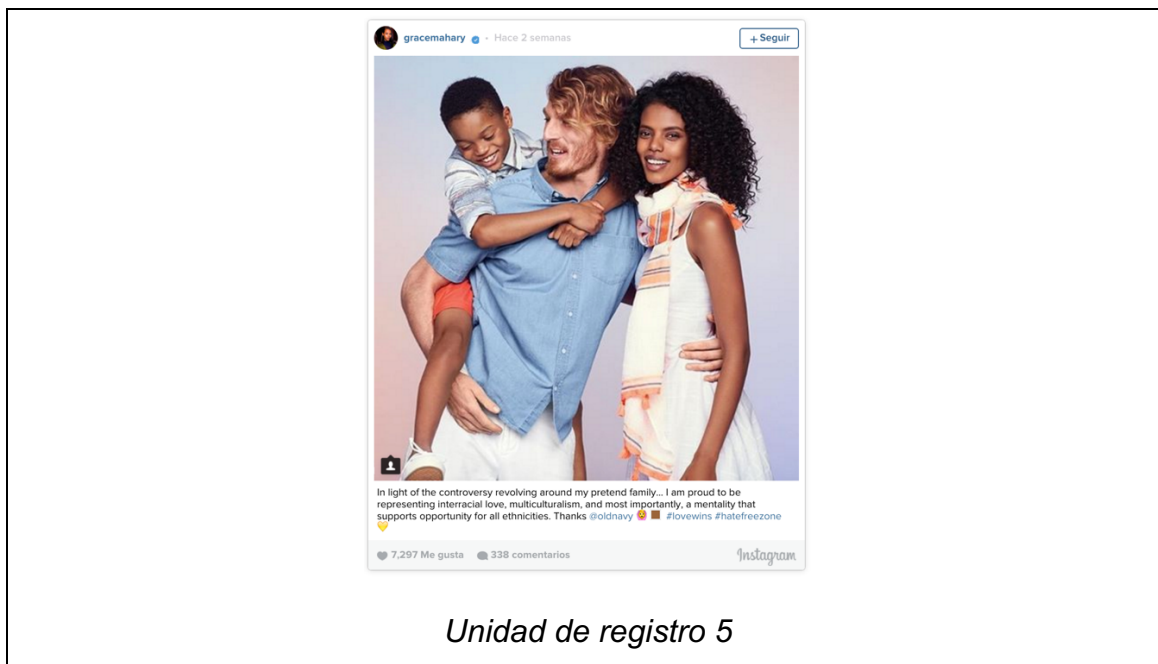 gracemahary - Hace 2 semanas
+ Seguir
In light of the controversy revolving around my pretend family... I am proud to be
representing interracial love, multiculturalism, and most importantly, a mentality that
supports opportunity for all ethnicities. Thanks @oldnavy #lovewins #hatefreezone
7,297 Me gusta 338 comentarios Instagram
Unidad de registro 5